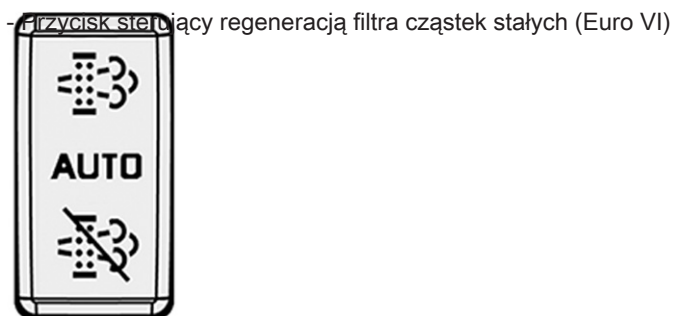 - Przycisk sterujący regeneracją filtra cząstek stałych (Euro VI)
AUTO